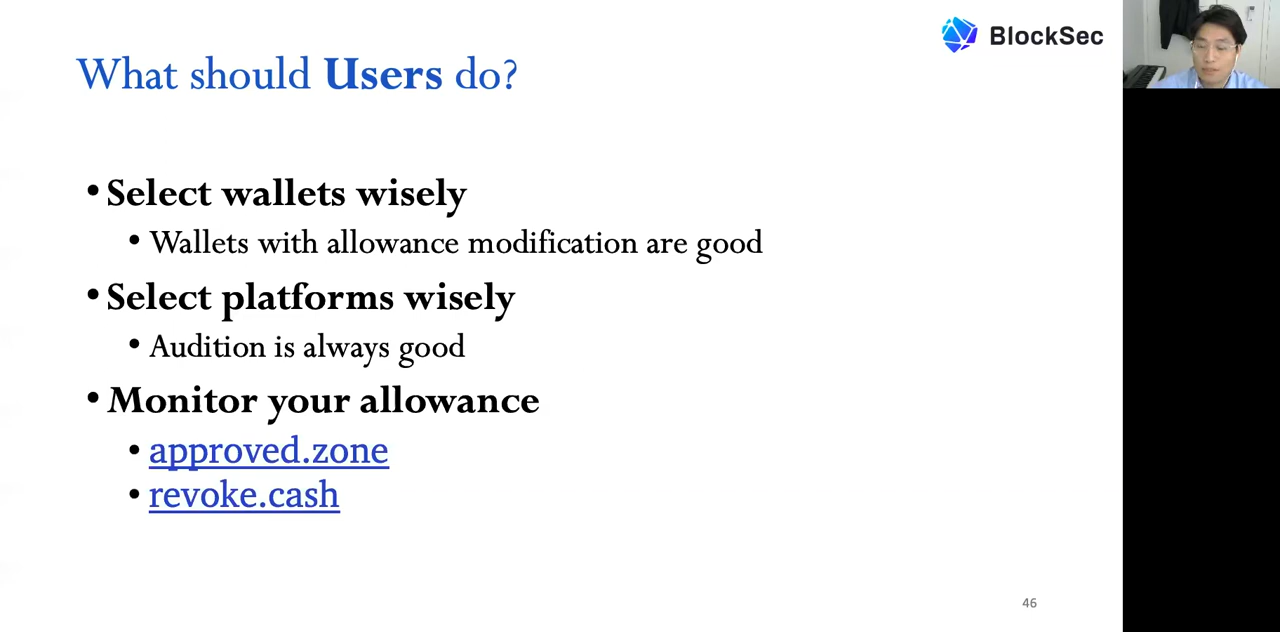 BlockSec
What should Users do?
• Select wallets wisely
• Wallets with allowance modification are good
• Select platforms wisely
• Audition is always good
• Monitor your allowance
• approved.zone
• revoke.cash
46